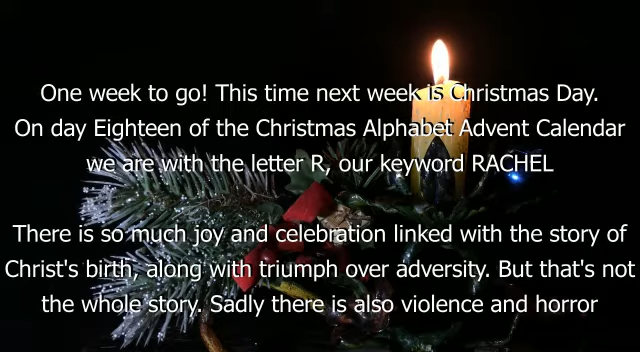 One week to go! This time next week is Christmas Day.
On day Eighteen of the Christmas Alphabet Advent Calendar
we are with the letter R, our keyword RACHEL
There is so much joy and celebration linked with the story of
Christ's birth, along with triumph over adversity. But that's not
the whole story. Sadly there is also violence and horror